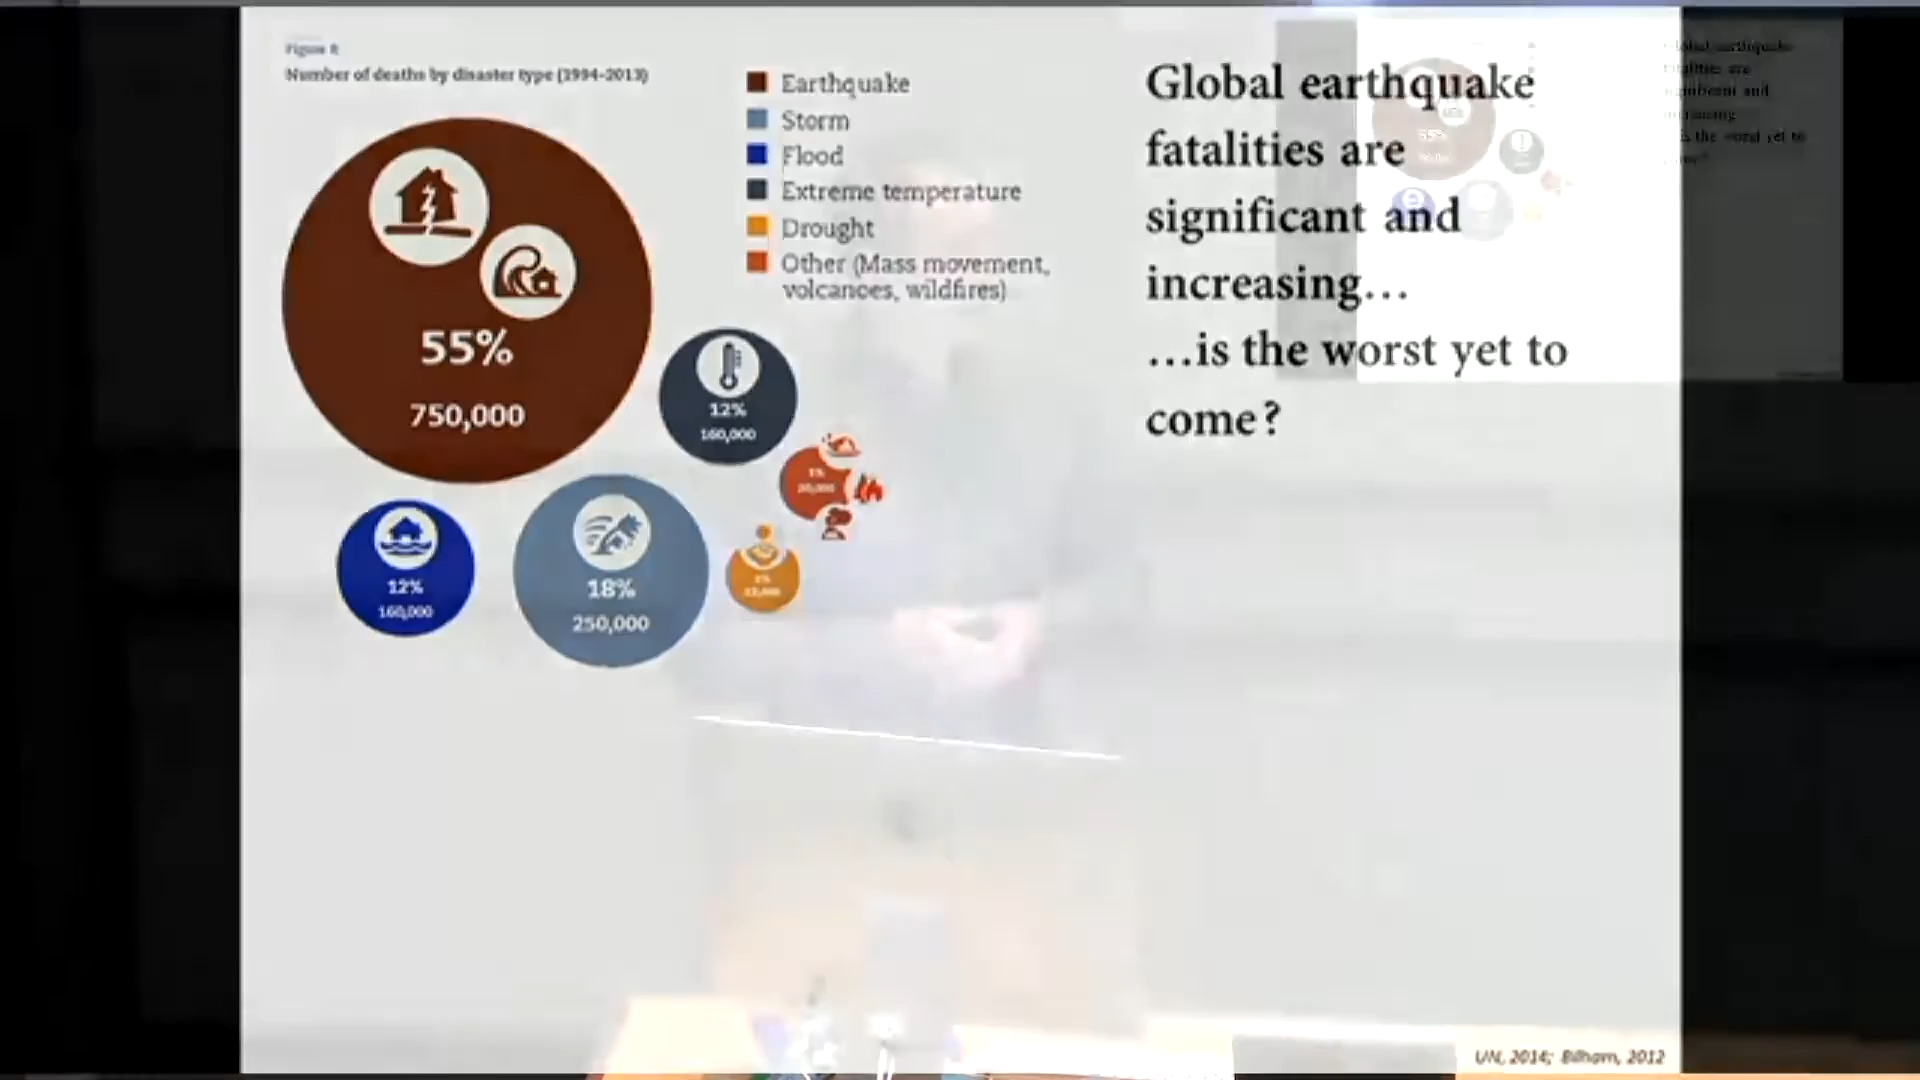 Figure 8
Number of deaths by disaster type (1994-2013)
Earthquake
Storm
Flood
Extreme temperature
Drought
Other (Mass movement,
volcanoes, wildfires)
55%
750,000
12%
160,000
12%
160,000
18%
250,000
Global earthquake
fatalities are
significant and
increasing...
...is the worst yet to
come?
UN, 2014; Bilham, 2012